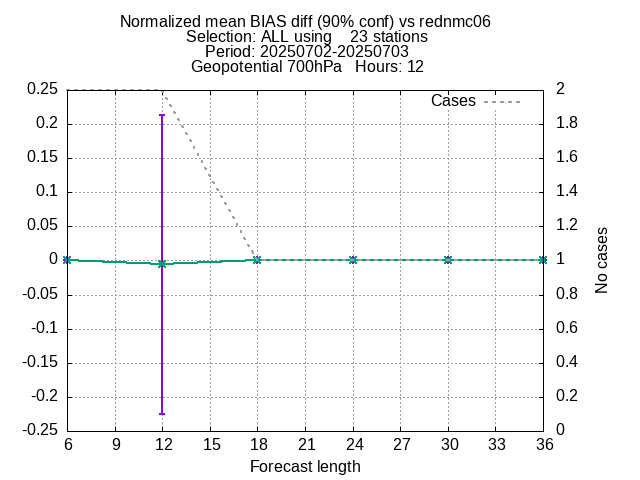 Normalized mean BIAS diff (90% conf) vs rednmc06
Selection: ALL using    23 stations
Period: 20250702-20250703
Geopotential 700hPa   Hours: 12
Cases
0.25
0.2
0.15
0.1
0.05
0
-0.05
-0.1
-0.15
-0.2
-0.25
2
1.8
1.6
1.4
1.2
1
0.8
0.6
0.4
0.2
0
No cases
6 9 12 15 18 21 24 27 30 33 36
Forecast length